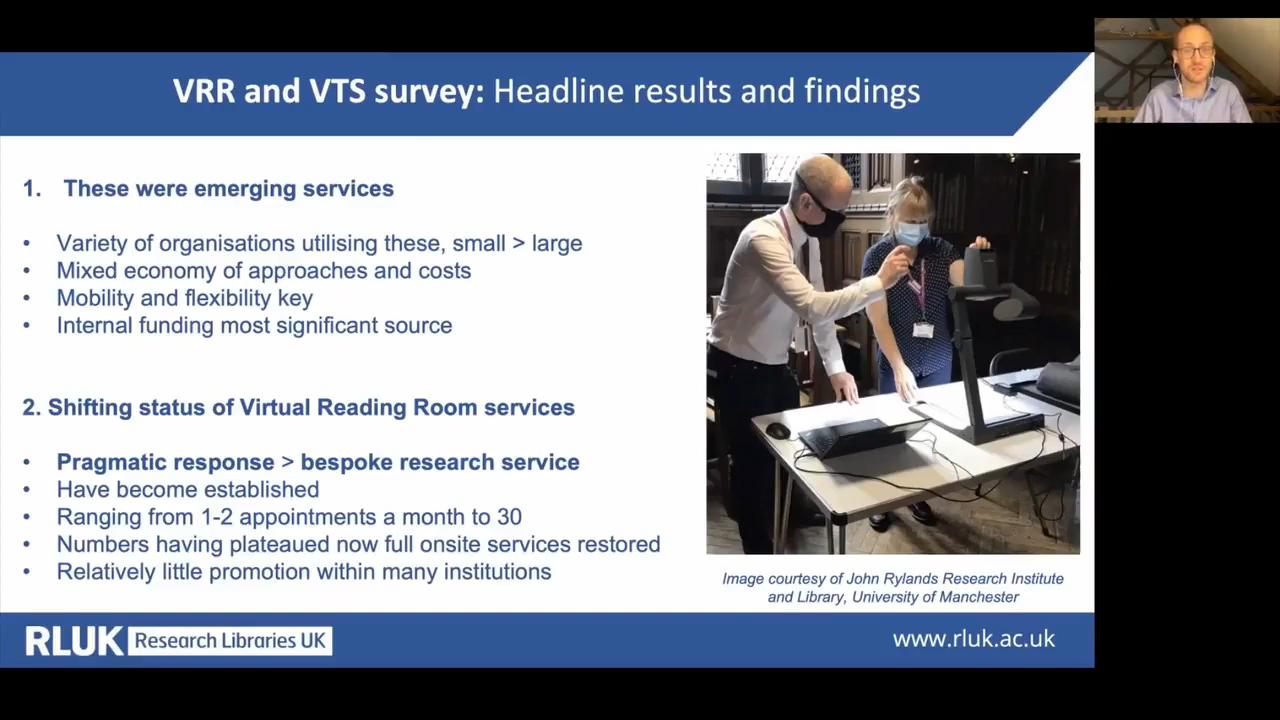 VRR and VTS survey: Headline results and findings
1. These were emerging services
• Variety of organisations utilising these, small > large
• Mixed economy of approaches and costs
• Mobility and flexibility key
• Internal funding most significant source
2. Shifting status of Virtual Reading Room services
• Pragmatic response > bespoke research service
• Have become established
• Ranging from 1-2 appointments a month to 30
• Numbers having plateaued now full onsite services restored
• Relatively little promotion within many institutions
Image courtesy of John Rylands Research Institute
and Library, University of Manchester
RLUK Research Libraries UK
www.rluk.ac.uk